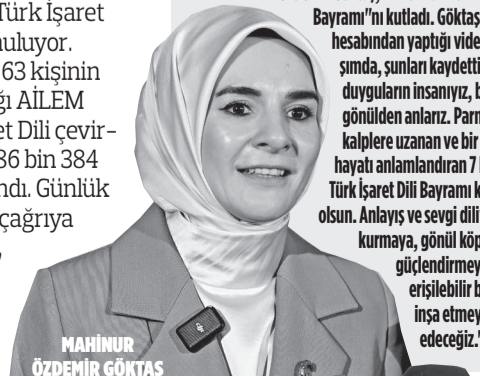 Türk İşaret
uluyor.
63 kişinin
ğı AİLEM
et Dili çevir-
86 bin 384
ndı. Günlük
çağrıya
Bayramı"nı kutladı. Göktaş
hesabından yaptığı vide
şımda, şunları kaydetti
duyguların insanıyız, b
gönülden anlarız. Parn
kalplere uzanan ve bir
hayatı anlamlandıran 7
Türk İşaret Dili Bayramı k
olsun. Anlayış ve sevgi dili
kurmaya, gönül köp
güçlendirmey
erişilebilir b
inşa etmey
edeceğiz.
MAHİNUR
ÖZDEMİR GÖKTAŞ